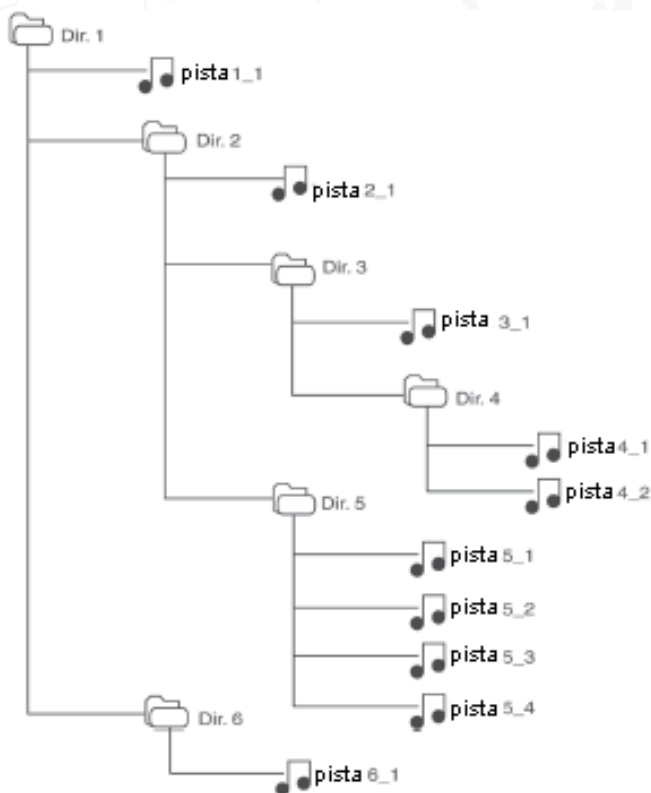 Dir. 1
pista 1_1
Dir. 2
pista 2_1
Dir. 3
pista 3_1
Dir. 4
pista 4_1
pista 4_2
Dir. 5
pista 5_1
pista 5_2
pista 5_3
pista 5_4
Dir. 6
pista 6_1